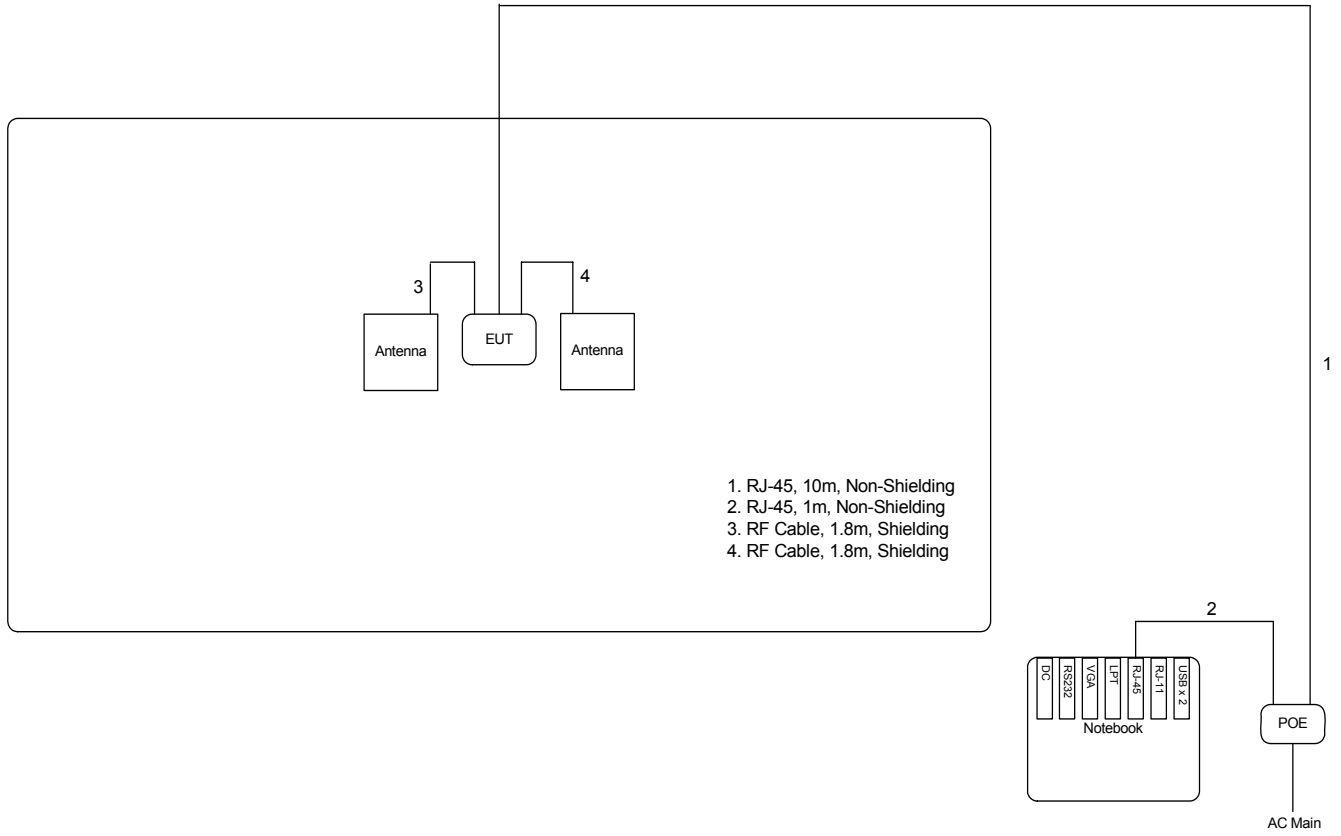 3
4
Antenna
EUT
Antenna
1
1. RJ-45, 10m, Non-Shielding
2. RJ-45, 1m, Non-Shielding
3. RF Cable, 1.8m, Shielding
4. RF Cable, 1.8m, Shielding
2
DC
RS232
VGA
LPT
RJ-45
RJ-11
USB x 2
Notebook
POE
AC Main